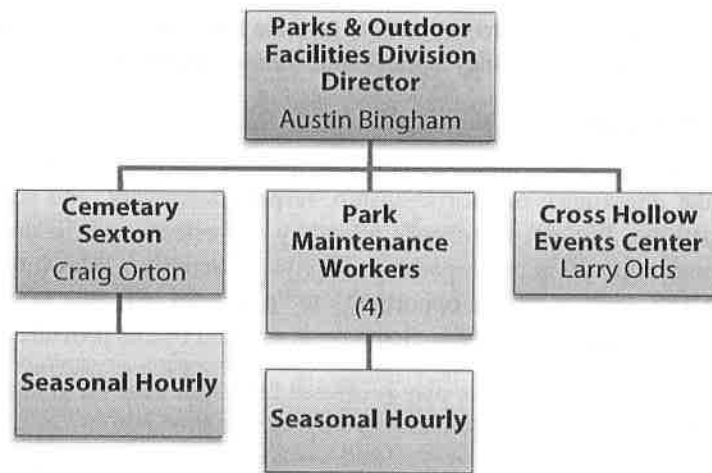 Parks & Outdoor
Facilities Division
Director
Austin Bingham
Cemetary
Sexton
Craig Orton
Park
Maintenance
Workers
(4)
Cross Hollow
Events Center
Larry Olds
Seasonal Hourly
Seasonal Hourly